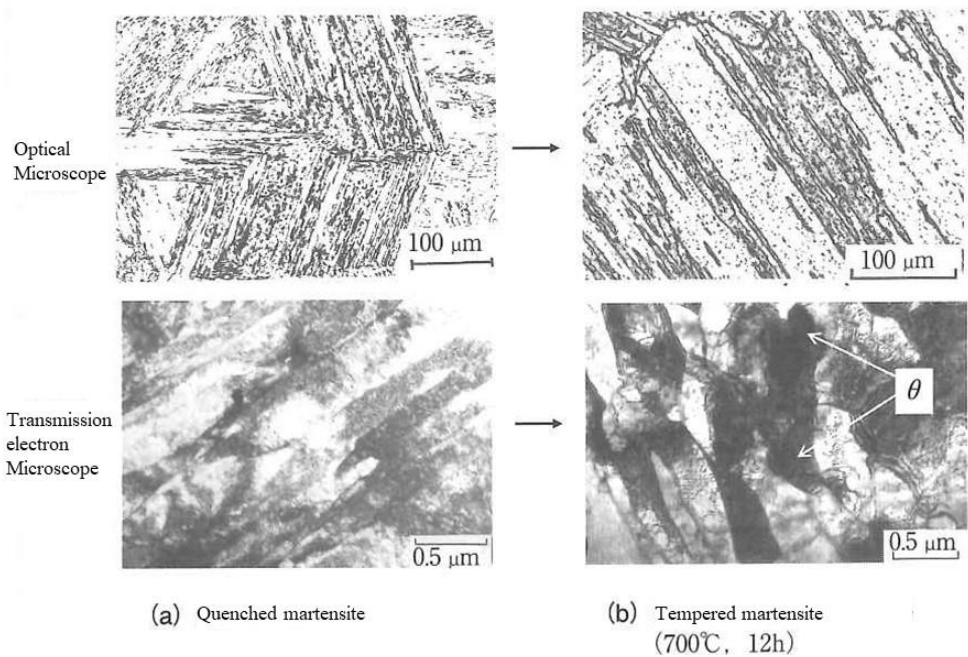 Optical
Microscope
100 μm
100 μm
Transmission
electron
Microscope
θ
0.5 μm
0.5 μm
(a) Quenched martensite
(b) Tempered martensite
(700℃, 12h)